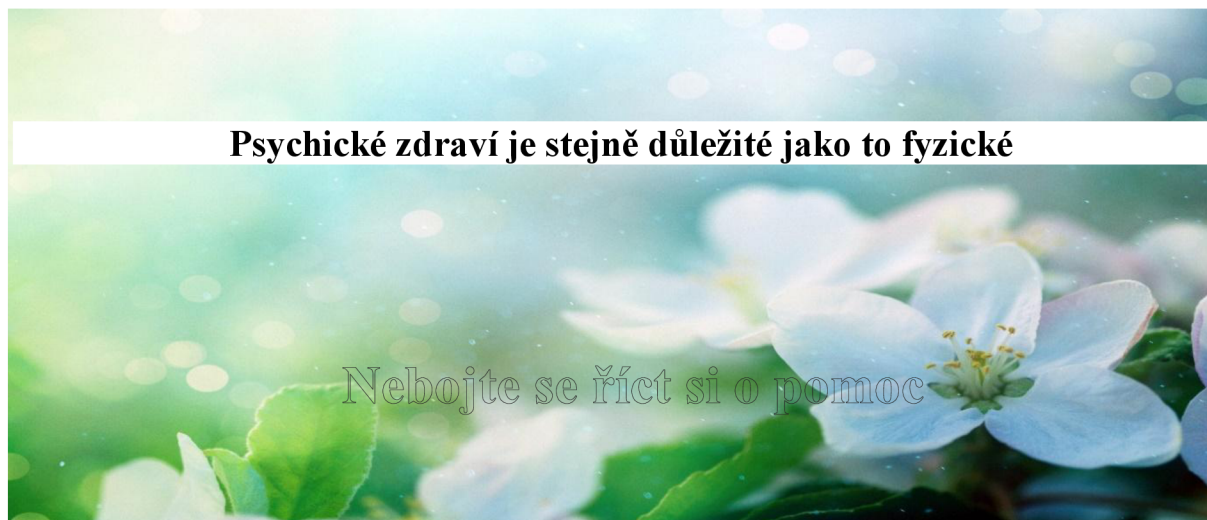 Psychické zdraví je stejně důležité jako to fyzické
Nebojte se říct si o pomoc